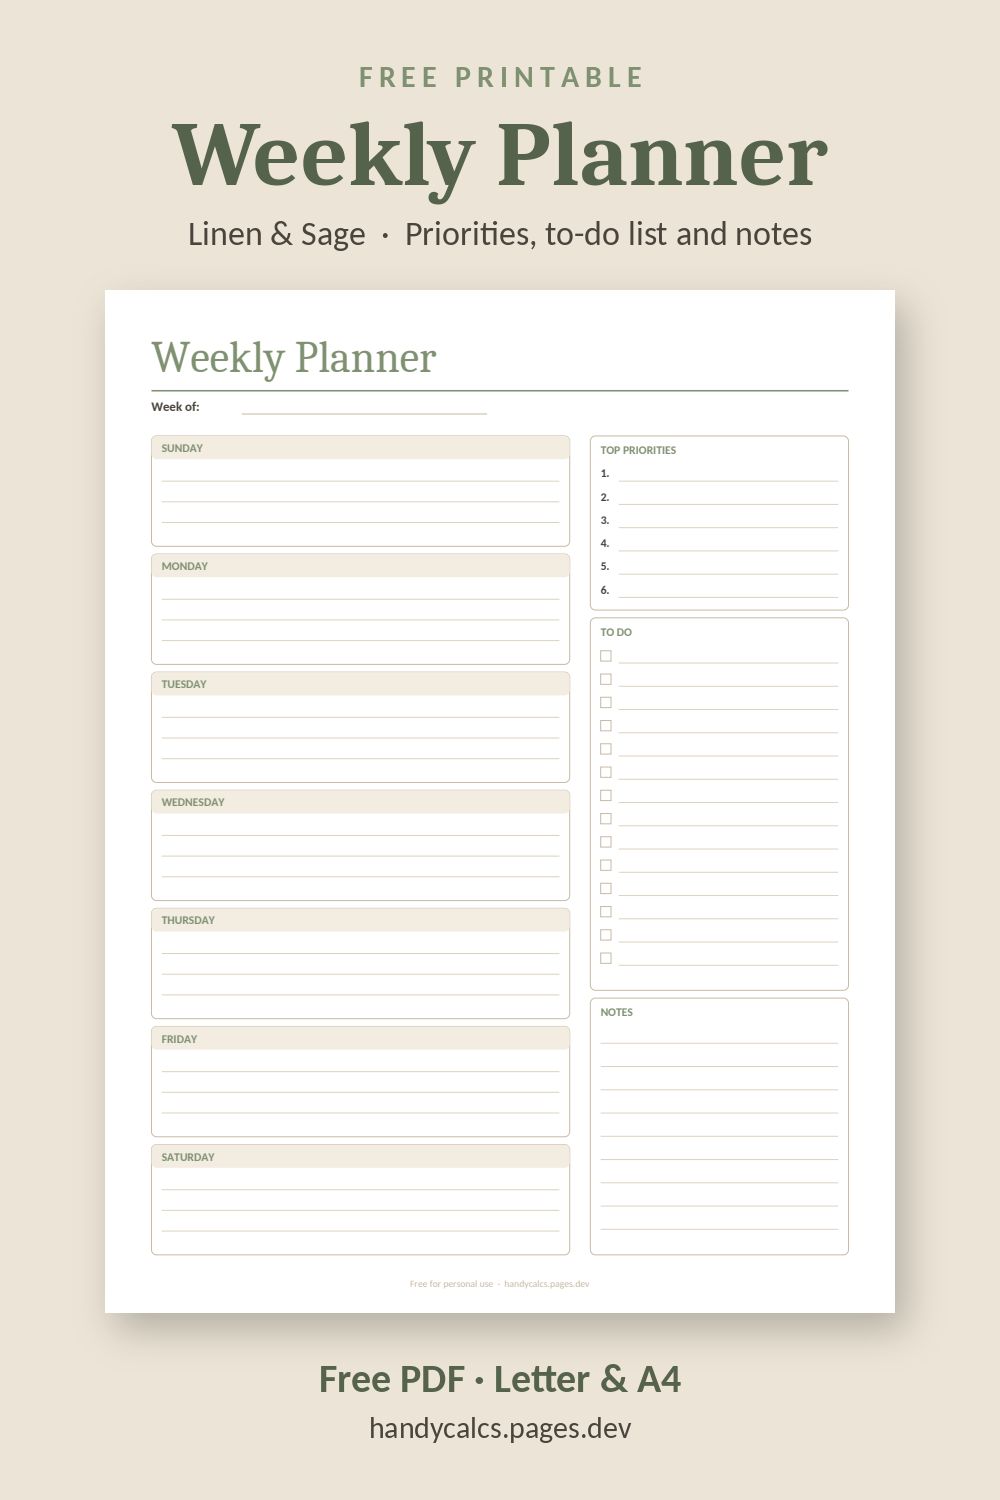 FREE PRINTABLE
Weekly Planner
Linen & Sage · Priorities, to-do list and notes
Weekly Planner
Week of:
SUNDAY
MONDAY
TUESDAY
WEDNESDAY
THURSDAY
FRIDAY
SATURDAY
TOP PRIORITIES
1.
2.
3.
4.
5.
6.
TO DO
NOTES
Free for personal use · handycalcs.pages.dev
Free PDF · Letter & A4
handycalcs.pages.dev